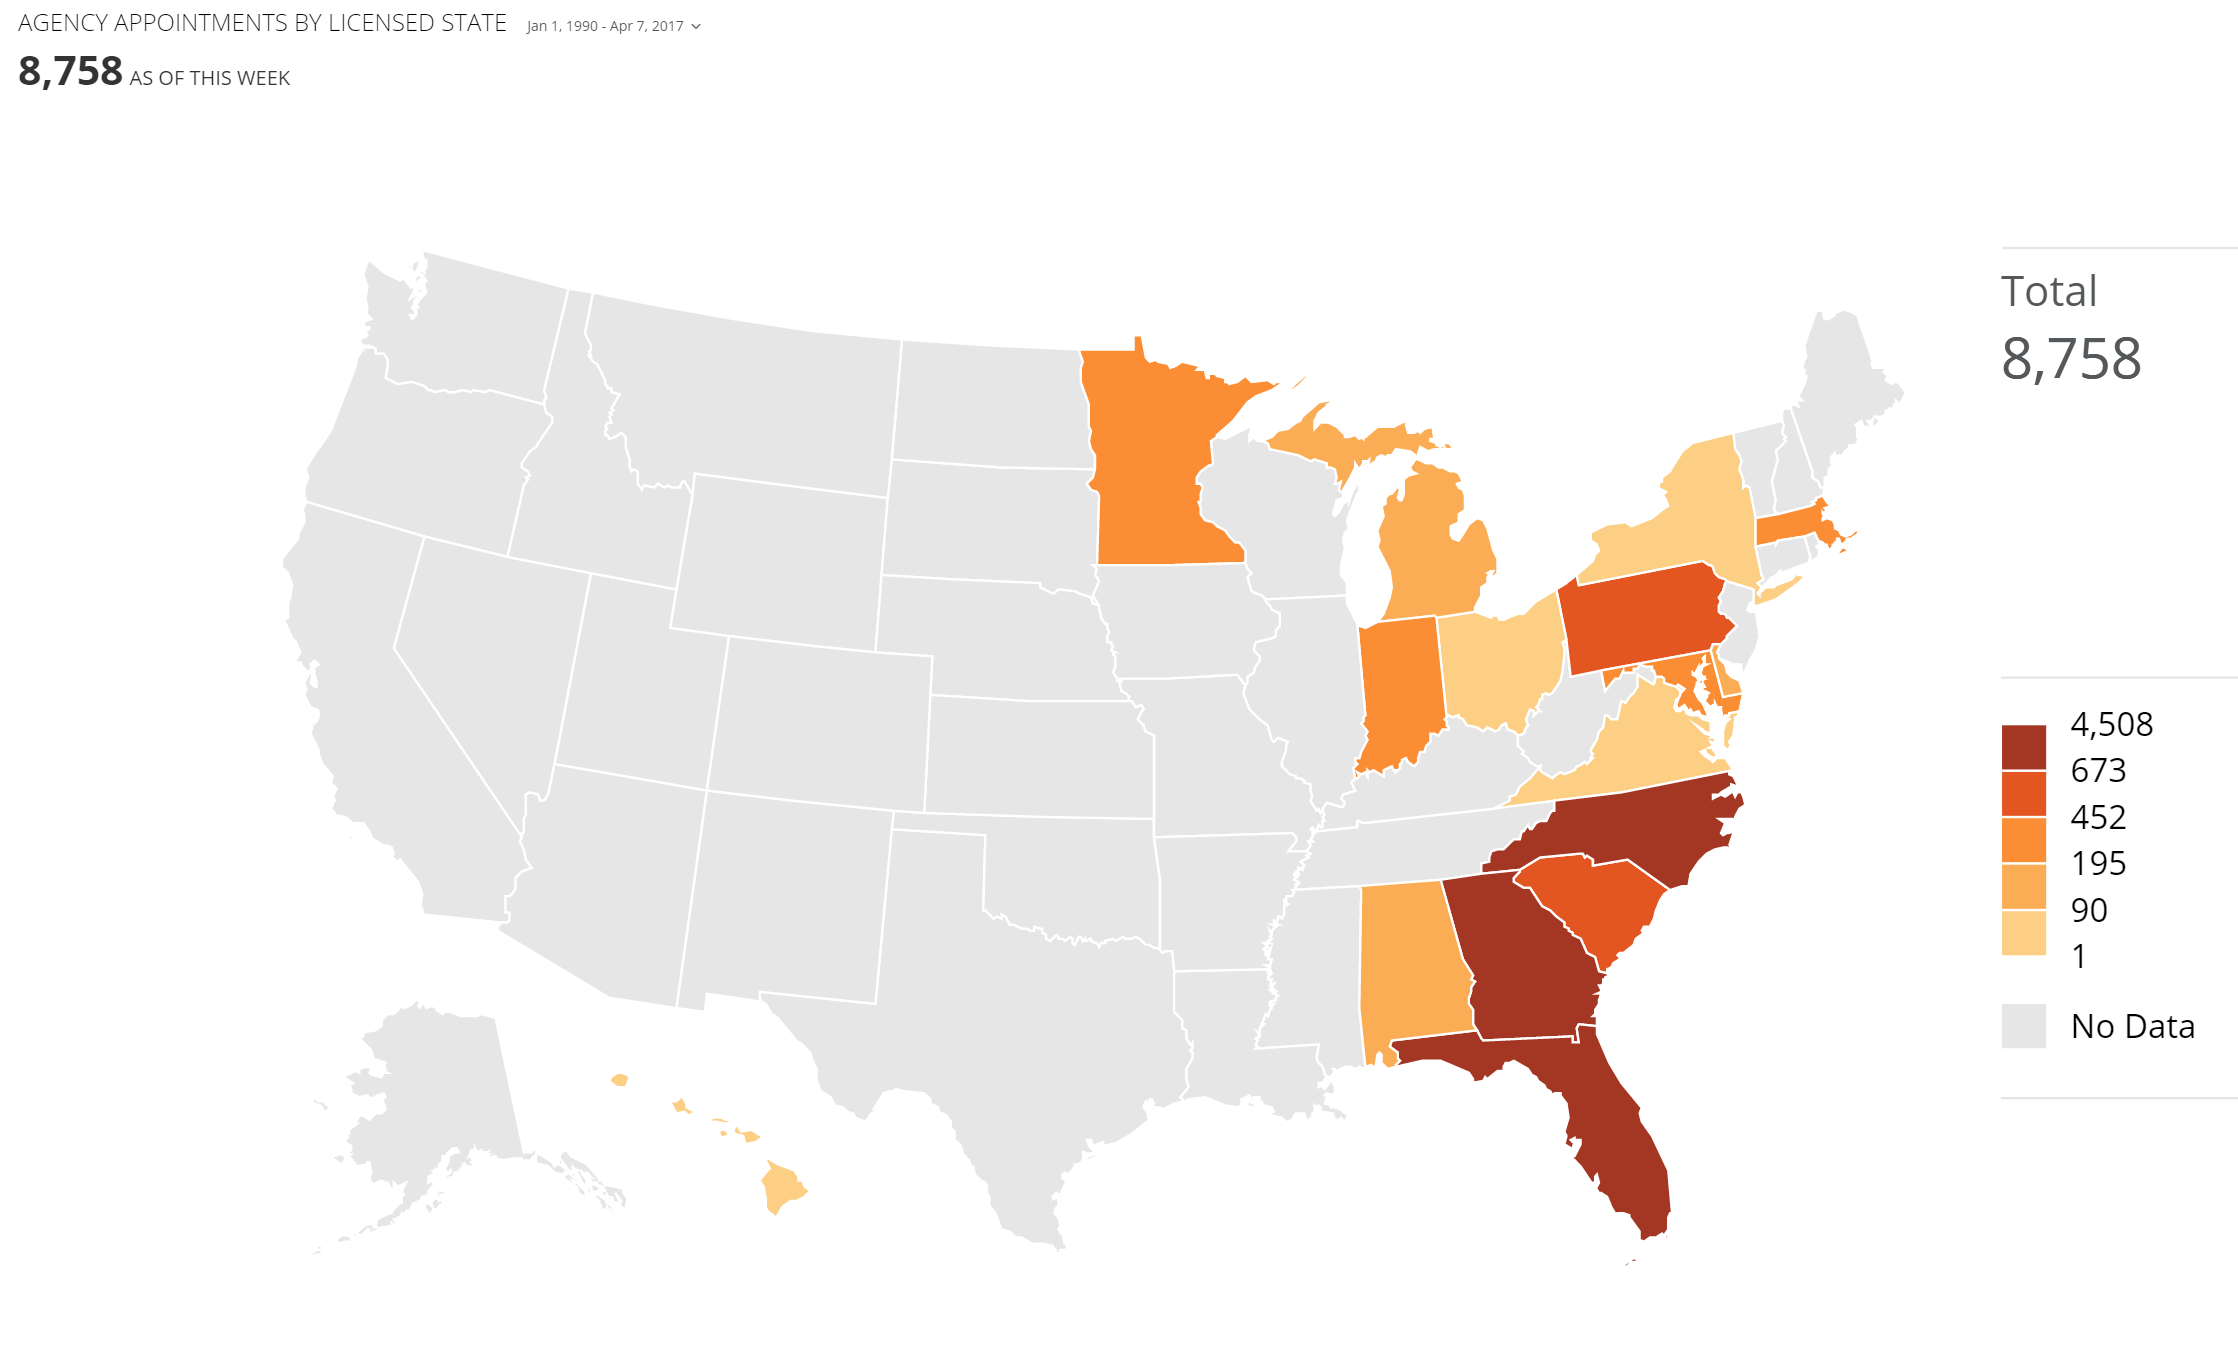 AGENCY APPOINTMENTS BY LICENSED STATE Jan 1, 1990 - Apr 7, 2017
8,758 AS OF THIS WEEK
Total
8,758
4,508
673
452
195
90
1
No Data